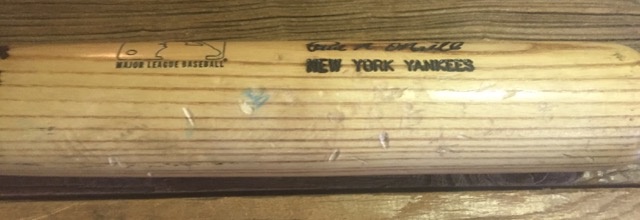 MAJOR LEAGUE BASEBALL
NEW YORK YANKEES